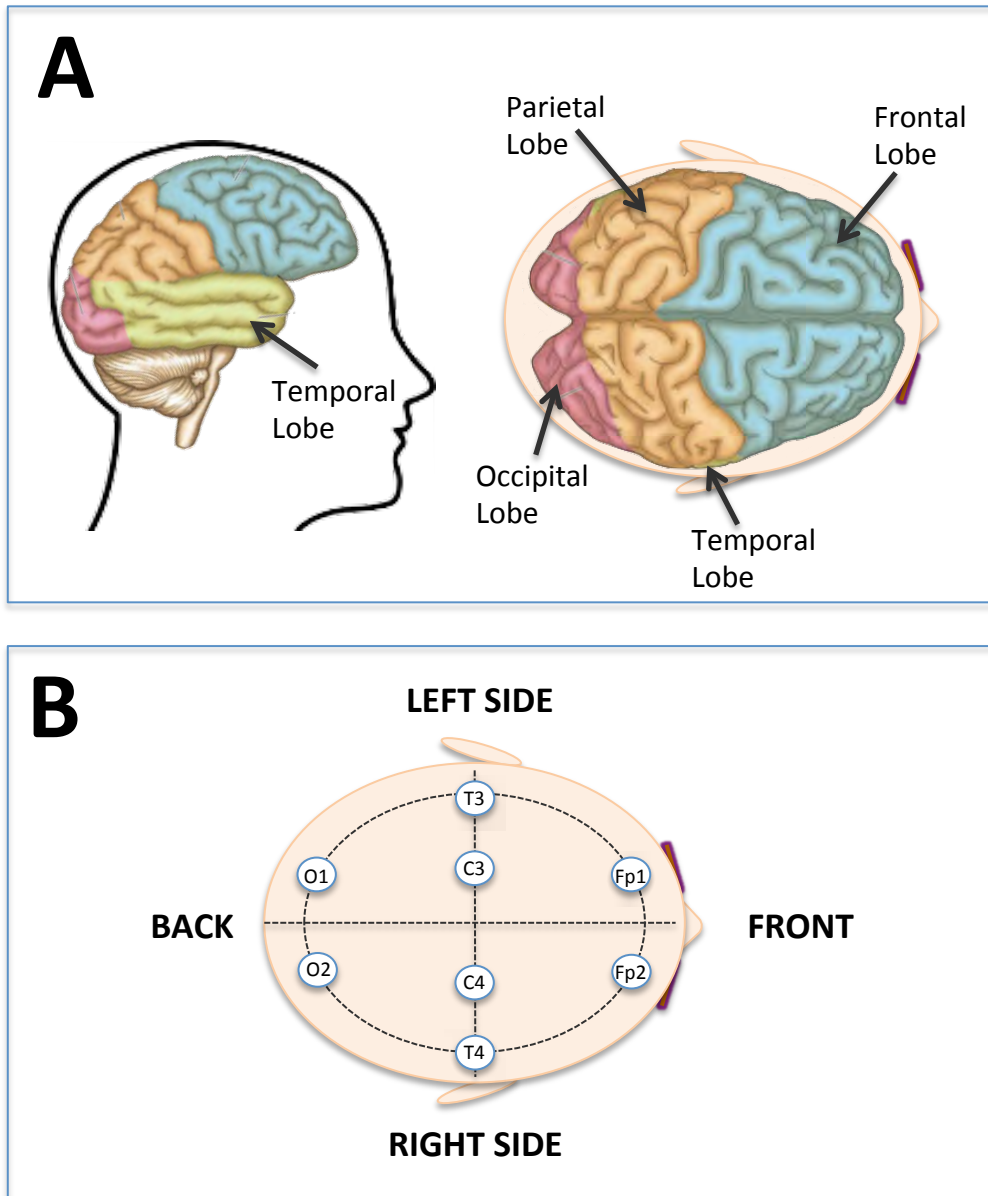 A
Parietal
Lobe
Frontal
Lobe
Temporal
Lobe
Occipital
Lobe
Temporal
Lobe
B
LEFT SIDE
T3
C3
O1
Fp1
BACK
FRONT
O2
C4
Fp2
T4
RIGHT SIDE